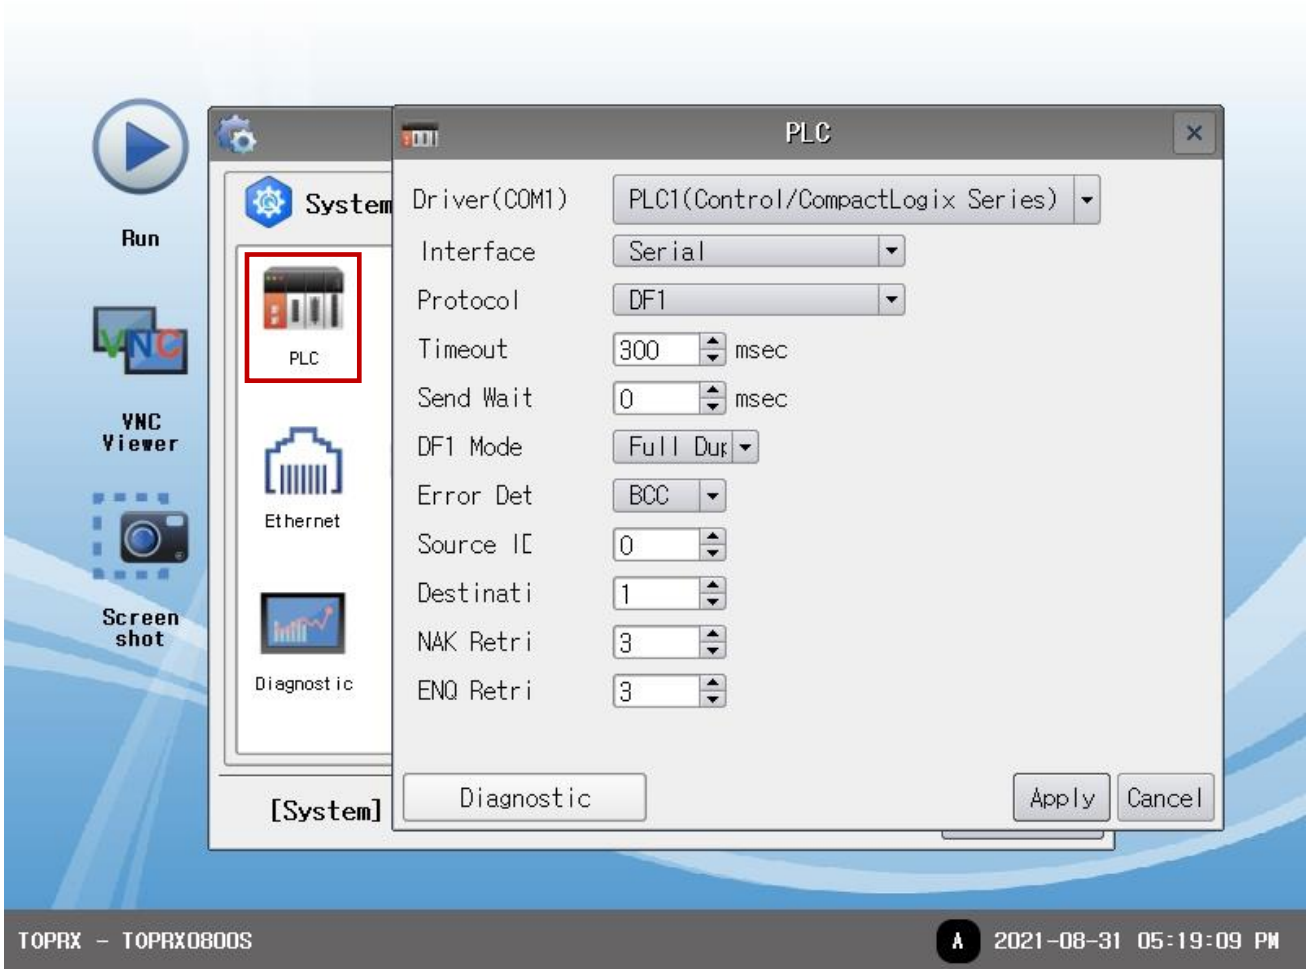 PLC
Run
System
Driver(COM1) PLC1(Control/CompactLogix Series)
Interface Serial
Protocol DF1
Timeout 300 msec
Send Wait 0 msec
DF1 Mode Full Dup
Error Det BCC
Source ID 0
Destinati 1
NAK Retri 3
ENQ Retri 3
PLC
VNC
VNC
Viewer
Ethernet
Screen
shot
Diagnostic
[System]
Diagnostic Apply Cancel
TOPRX - TOPRX0800S A 2021-08-31 05:19:09 PM